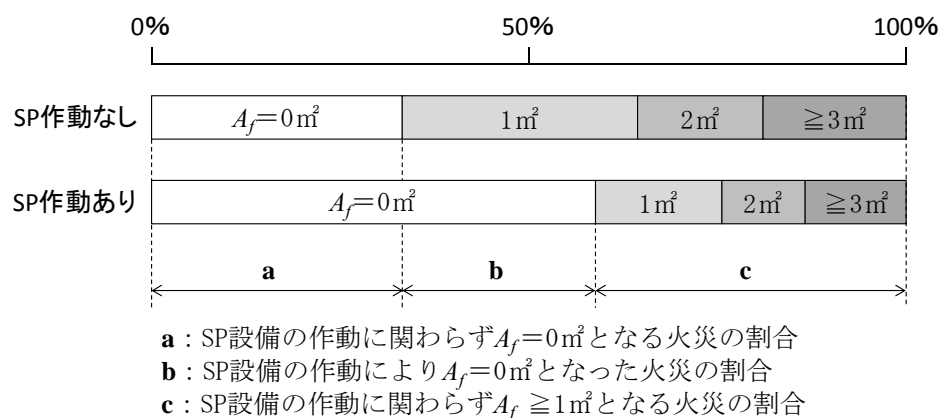 0% 50% 100%
SP作動なし A_f＝0㎡ 1㎡ 2㎡ ≧3㎡
SP作動あり A_f＝0㎡ 1㎡ 2㎡ ≧3㎡
a b c
a：SP設備の作動に関わらずA_f＝0㎡となる火災の割合
b：SP設備の作動によりA_f＝0㎡となった火災の割合
c：SP設備の作動に関わらずA_f ≧1㎡となる火災の割合